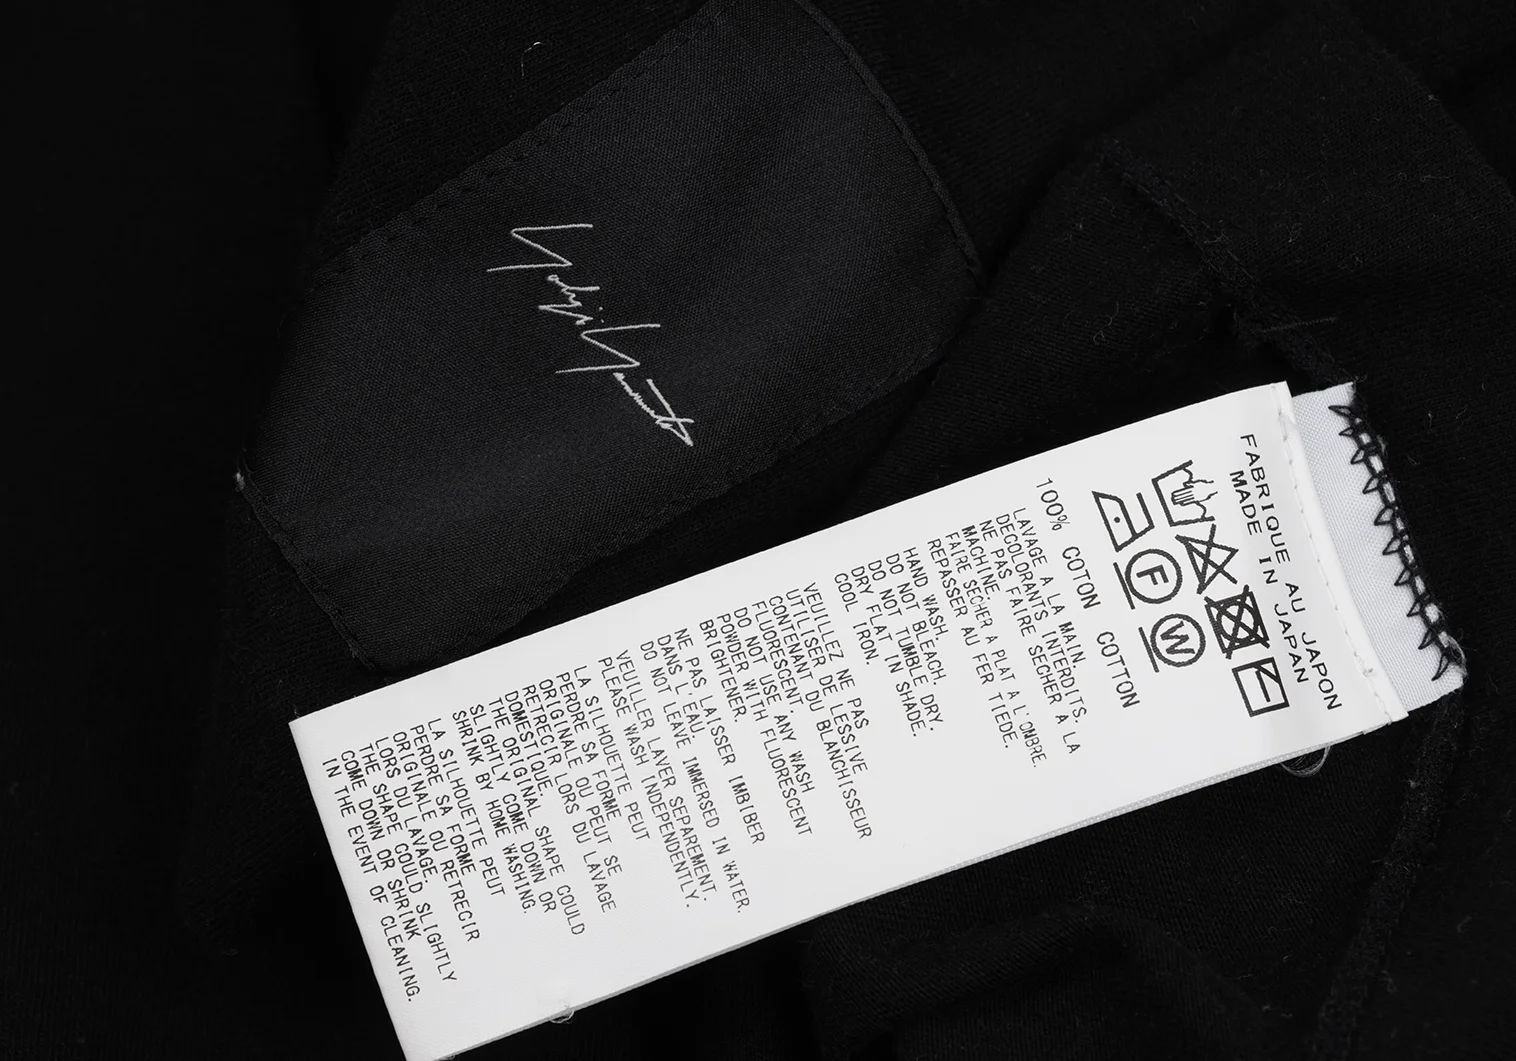 Yohji Yamamoto
FABRIQUE AU JAPON
MADE IN JAPAN
F
W
100% COTON COTTON
LAVAGE A LA MAIN.
DECOLORANTS INTERDITS.
NE PAS FAIRE SECHER A LA
MACHINE.
FAIRE SECHER A PLAT A L'OMBRE.
REPASSER AU FER TIEDE.
HAND WASH.
DO NOT BLEACH.
DO NOT TUMBLE DRY.
DRY FLAT IN SHADE.
COOL IRON.
VEUILLEZ NE PAS
UTILISER DE LESSIVE
CONTENANT DU BLANCHISSEUR
FLUORESCENT.
DO NOT USE ANY WASH
POWDER WITH FLUORESCENT
BRIGHTENER.
NE PAS LAISSER IMBIBER
DANS L'EAU.
DO NOT LEAVE IMMERSED IN WATER.
VEUILLER LAVER SEPAREMENT.
PLEASE WASH INDEPENDENTLY.
LA SILHOUETTE PEUT
PERDRE SA FORME
ORIGINALE OU PEUT SE
RETRECIR LORS DU LAVAGE
DOMESTIQUE.
THE ORIGINAL SHAPE COULD
SLIGHTLY COME DOWN OR
SHRINK BY HOME WASHING.
LA SILHOUETTE PEUT
PERDRE SA FORME
ORIGINALE OU RETRECIR
LORS DU LAVAGE.
THE SHAPE COULD SLIGHTLY
COME DOWN OR SHRINK
IN THE EVENT OF CLEANING.